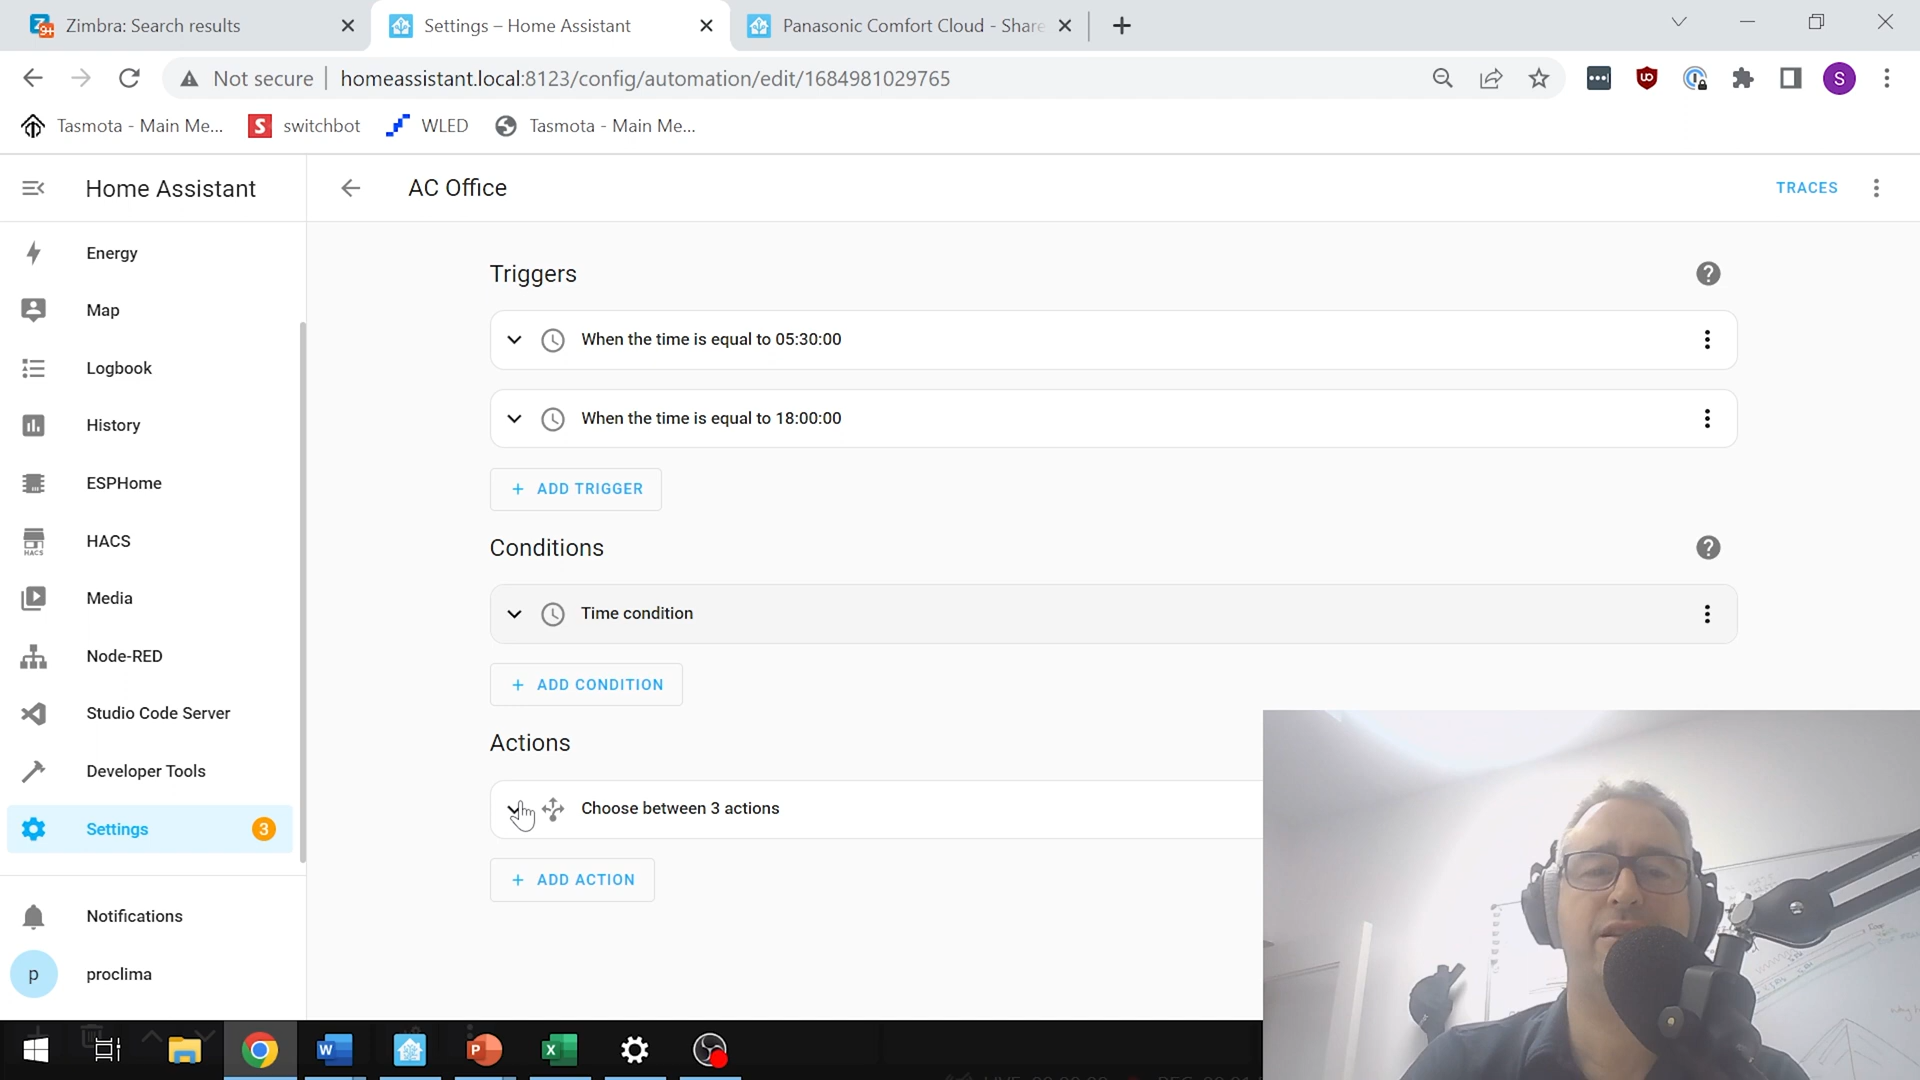 Zimbra: Search results
Settings – Home Assistant
Panasonic Comfort Cloud - Share
Not secure
homeassistant.local:8123/config/automation/edit/1684981029765
S
Tasmota - Main Me...
S
switchbot
WLED
Tasmota - Main Me...
Home Assistant
AC Office
TRACES
Energy
Map
Logbook
History
ESPHome
HACS
HACS
Media
Node-RED
Studio Code Server
Developer Tools
Settings
3
Notifications
p
proclima
Triggers
When the time is equal to 05:30:00
When the time is equal to 18:00:00
+ ADD TRIGGER
Conditions
Time condition
+ ADD CONDITION
Actions
Choose between 3 actions
+ ADD ACTION